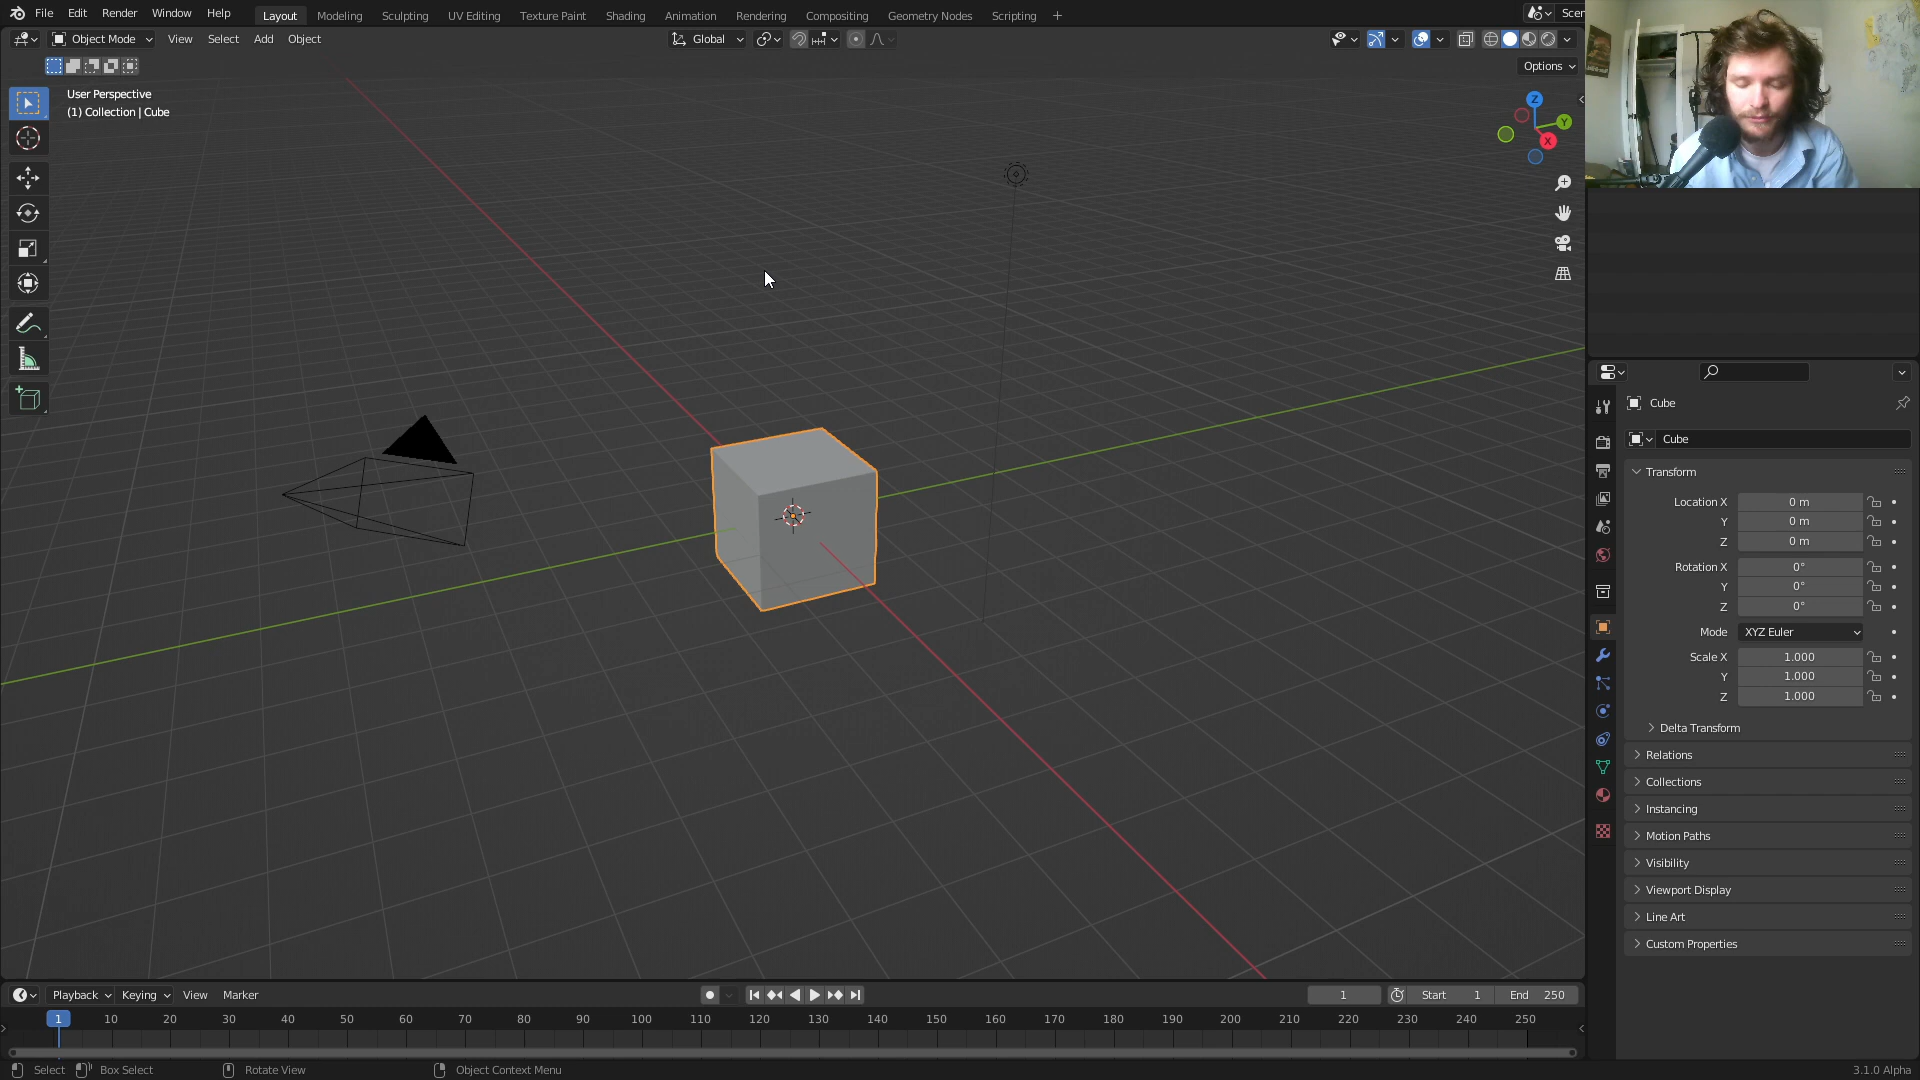 File Edit Render Window Help
Layout Modeling Sculpting UV Editing Texture Paint Shading Animation Rendering Compositing Geometry Nodes Scripting +
Scen
Object Mode View Select Add Object Global
Options
User Perspective
(1) Collection | Cube
Z
Y
X
Cube
Cube
Transform
Location X 0 m
Y 0 m
Z 0 m
Rotation X 0°
Y 0°
Z 0°
Mode XYZ Euler
Scale X 1.000
Y 1.000
Z 1.000
Delta Transform
Relations
Collections
Instancing
Motion Paths
Visibility
Viewport Display
Line Art
Custom Properties
Playback Keying View Marker 1 Start 1 End 250
1 10 20 30 40 50 60 70 80 90 100 110 120 130 140 150 160 170 180 190 200 210 220 230 240 250
Select Box Select Rotate View Object Context Menu 3.1.0 Alpha